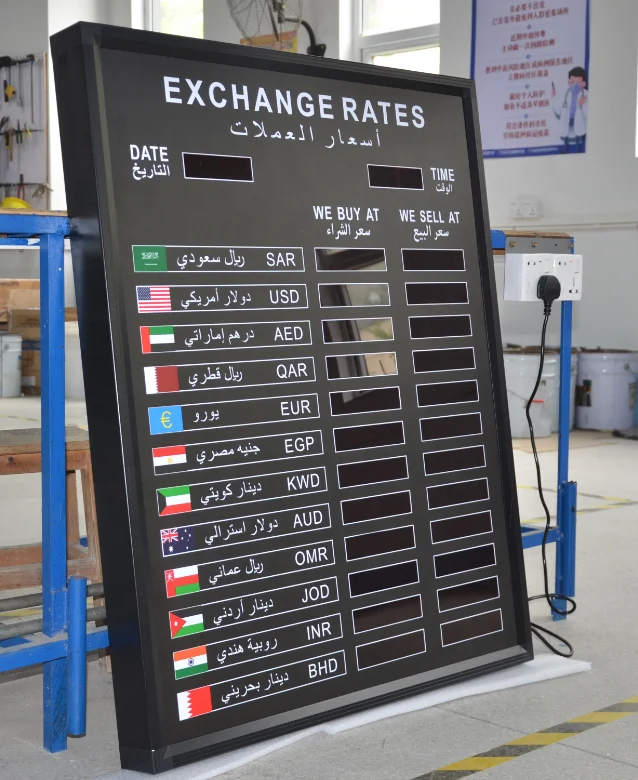 EXCHANGE RATES
أسعار العملات
DATE
التاريخ
TIME
الوقت
WE BUY AT
سعر الشراء
WE SELL AT
سعر البيع
ريال سعودي SAR
دولار أمريكي USD
درهم إماراتي AED
ريال قطري QAR
€ يورو EUR
جنيه مصري EGP
دينار كويتي KWD
دولار استرالي AUD
ريال عماني OMR
دينار أردني JOD
روبية هندي INR
دينار بحريني BHD